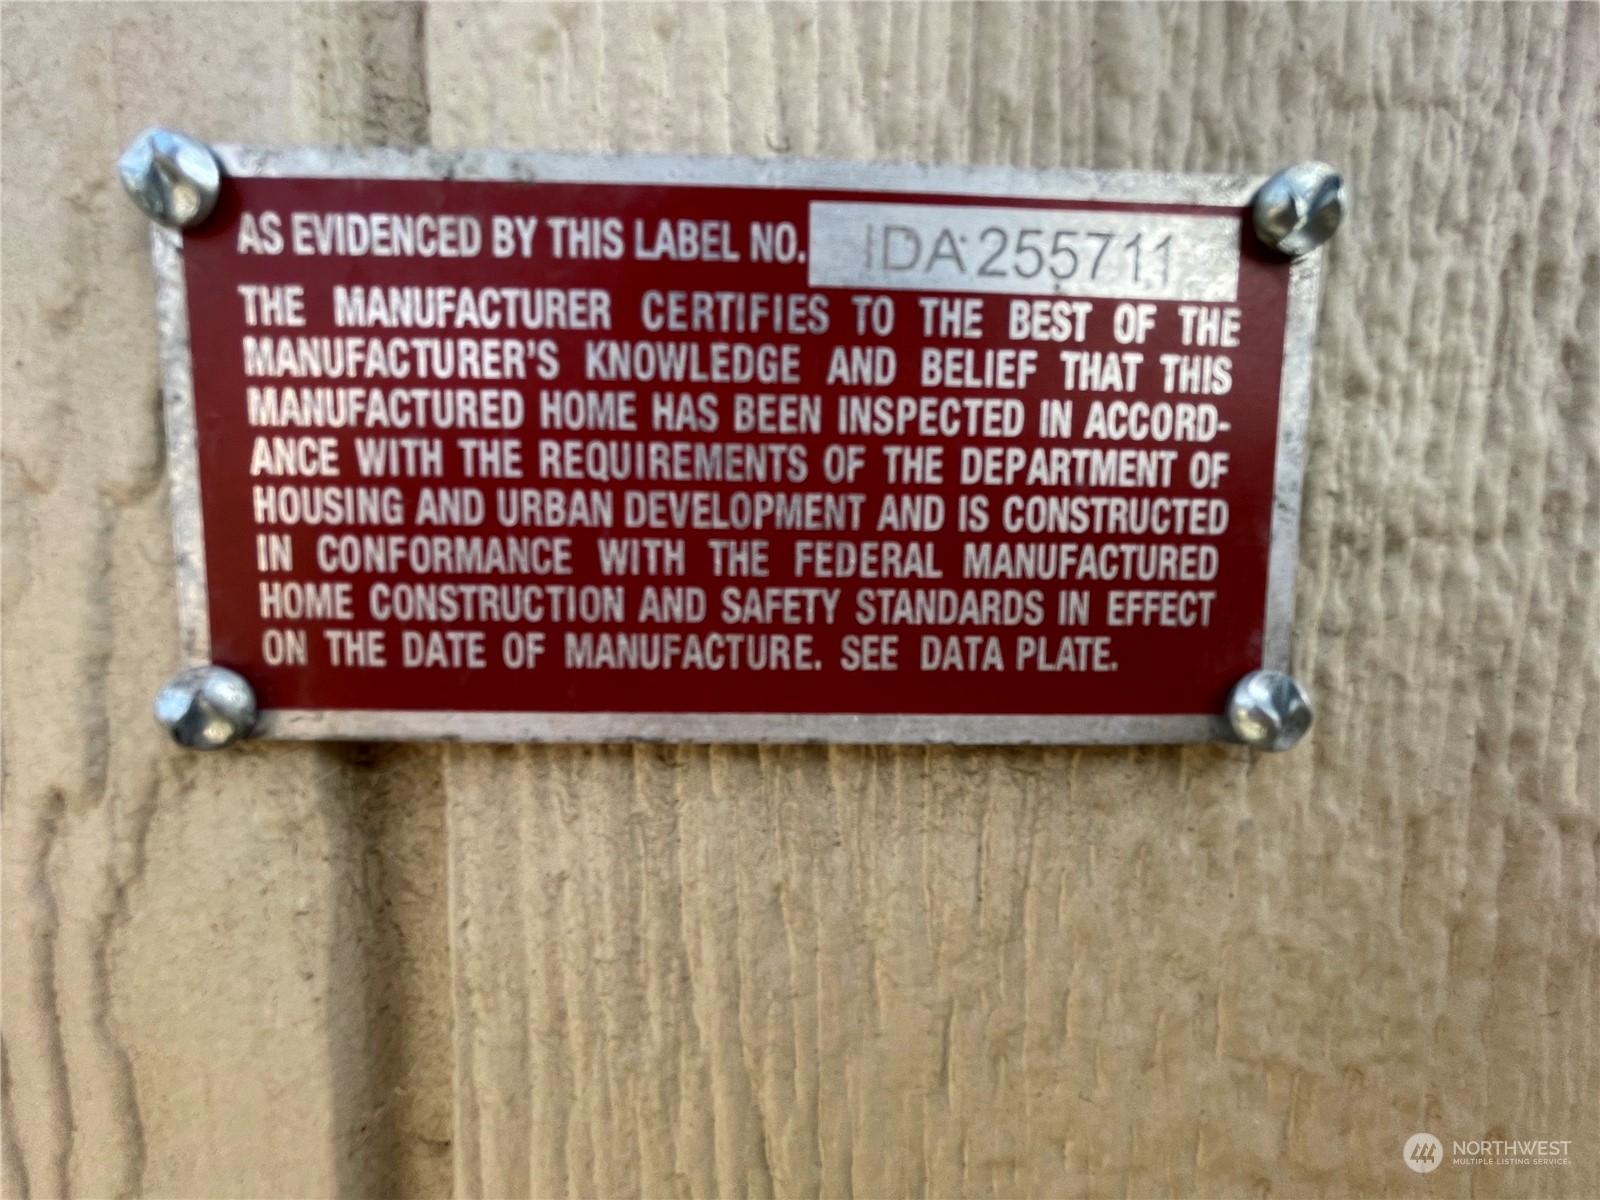 AS EVIDENCED BY THIS LABEL NO. IDA 255711
THE MANUFACTURER CERTIFIES TO THE BEST OF THE
MANUFACTURER'S KNOWLEDGE AND BELIEF THAT THIS
MANUFACTURED HOME HAS BEEN INSPECTED IN ACCORD-
ANCE WITH THE REQUIREMENTS OF THE DEPARTMENT OF
HOUSING AND URBAN DEVELOPMENT AND IS CONSTRUCTED
IN CONFORMANCE WITH THE FEDERAL MANUFACTURED
HOME CONSTRUCTION AND SAFETY STANDARDS IN EFFECT
ON THE DATE OF MANUFACTURE. SEE DATA PLATE.
NORTHWEST
MULTIPLE LISTING SERVICE